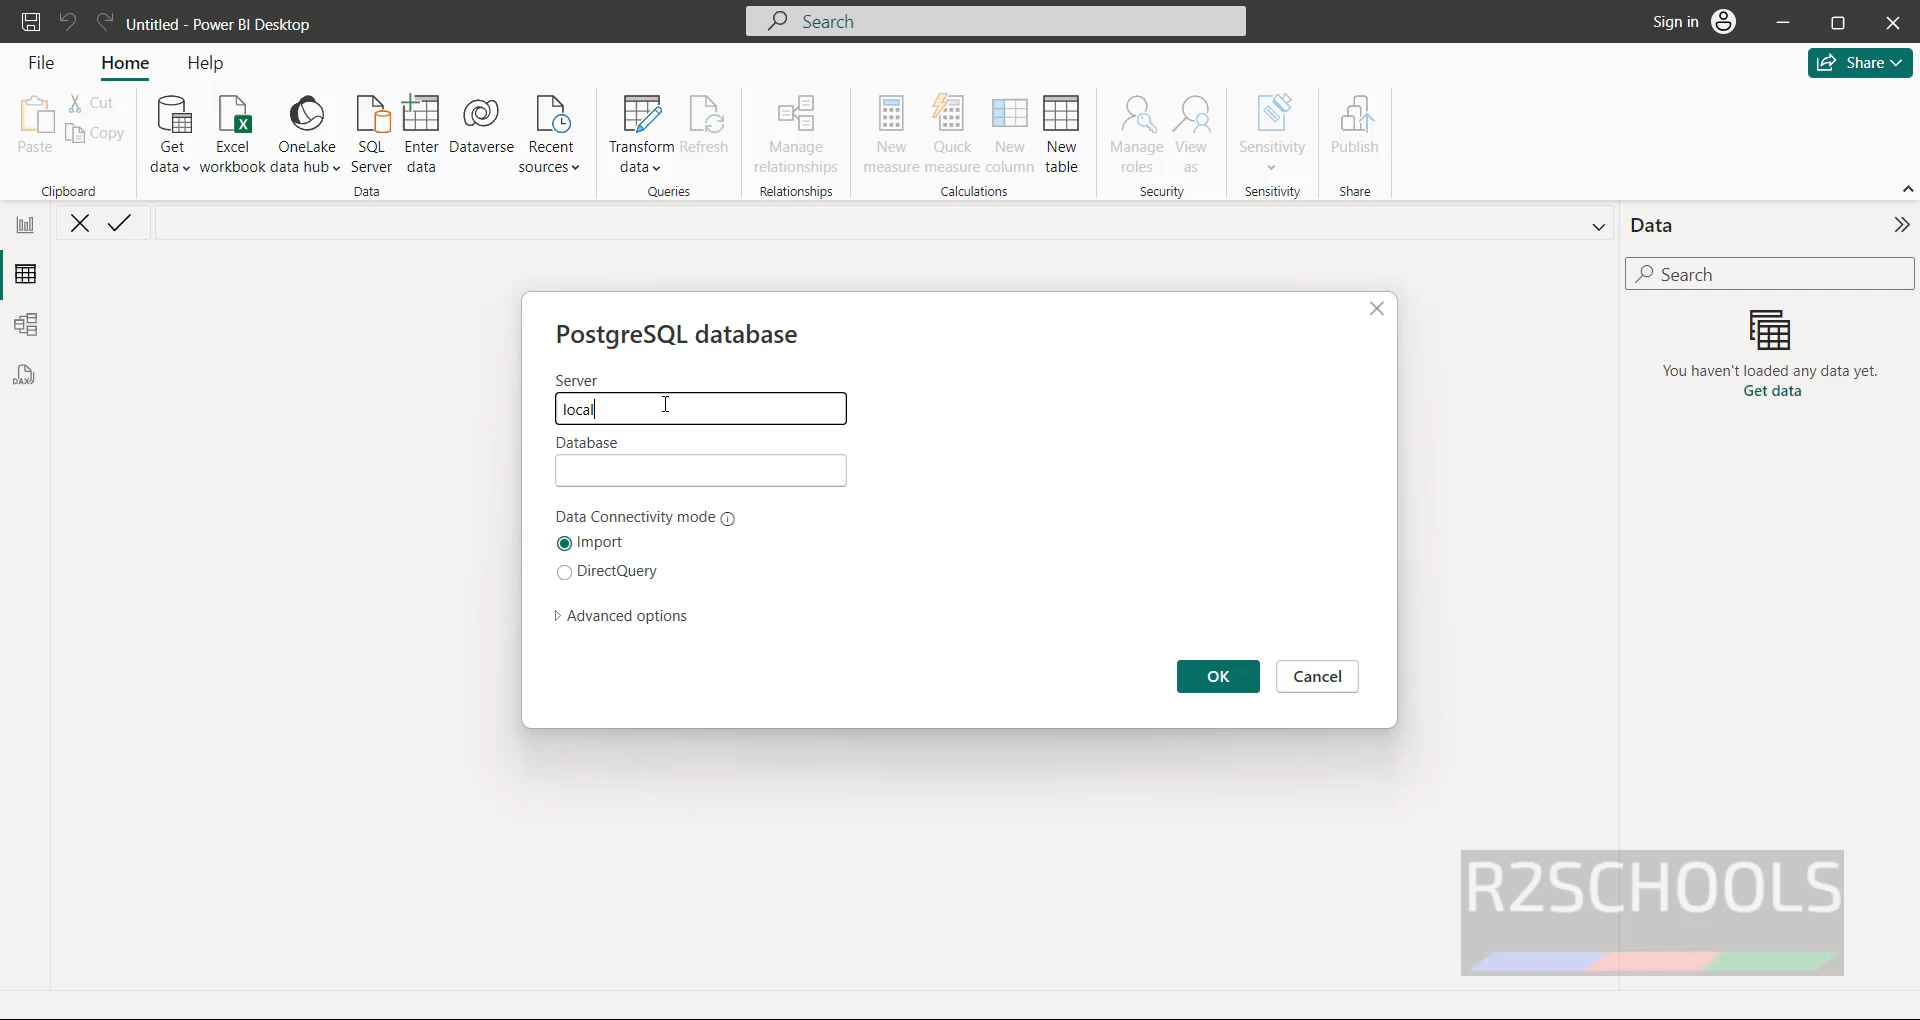 Untitled - Power BI Desktop
Search
Sign in
File
Home
Help
Share
Paste
Cut
Copy
Clipboard
Get data
Excel workbook
OneLake data hub
SQL Server
Enter data
Dataverse
Recent sources
Data
Transform data
Refresh
Queries
Manage relationships
Relationships
New measure
Quick measure
New column
New table
Calculations
Manage roles
View as
Security
Sensitivity
Sensitivity
Publish
Share
Data
Search
You haven't loaded any data yet.
Get data
DAX
PostgreSQL database
Server
local
Database
Data Connectivity mode
Import
DirectQuery
Advanced options
OK
Cancel
R2SCHOOLS